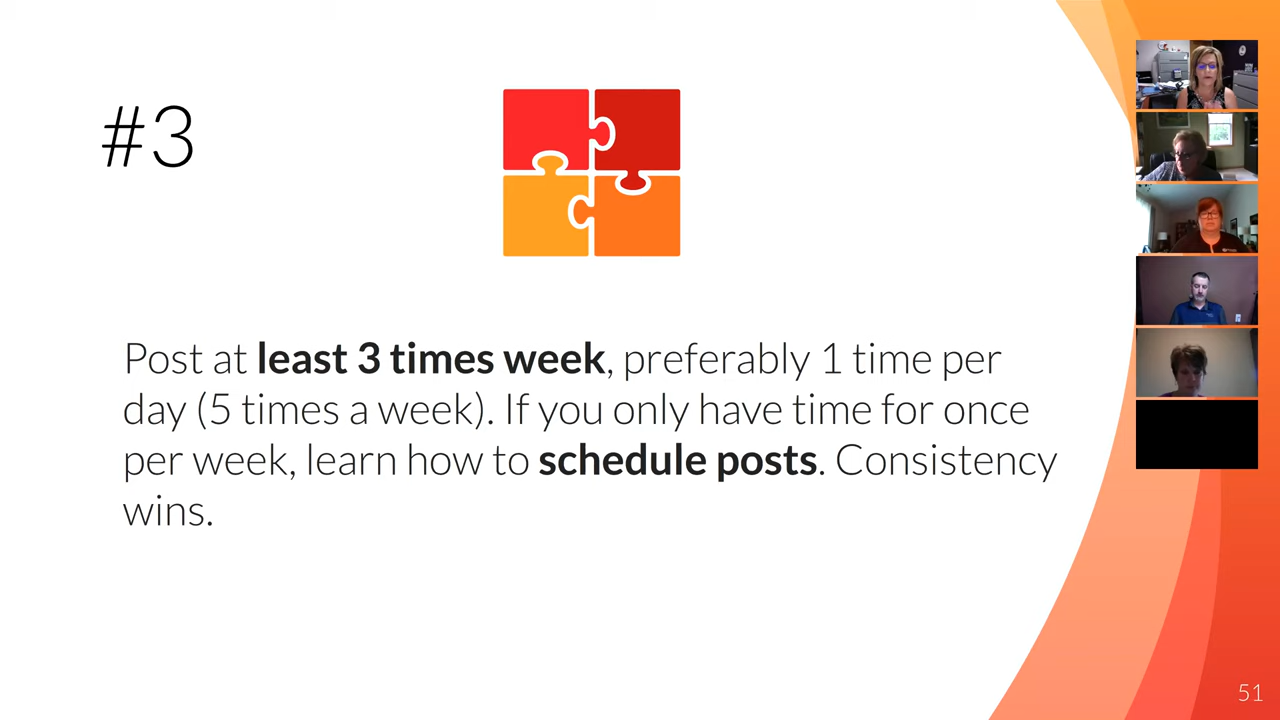 #3
Post at least 3 times week, preferably 1 time per
day (5 times a week). If you only have time for once
per week, learn how to schedule posts. Consistency
wins.
51